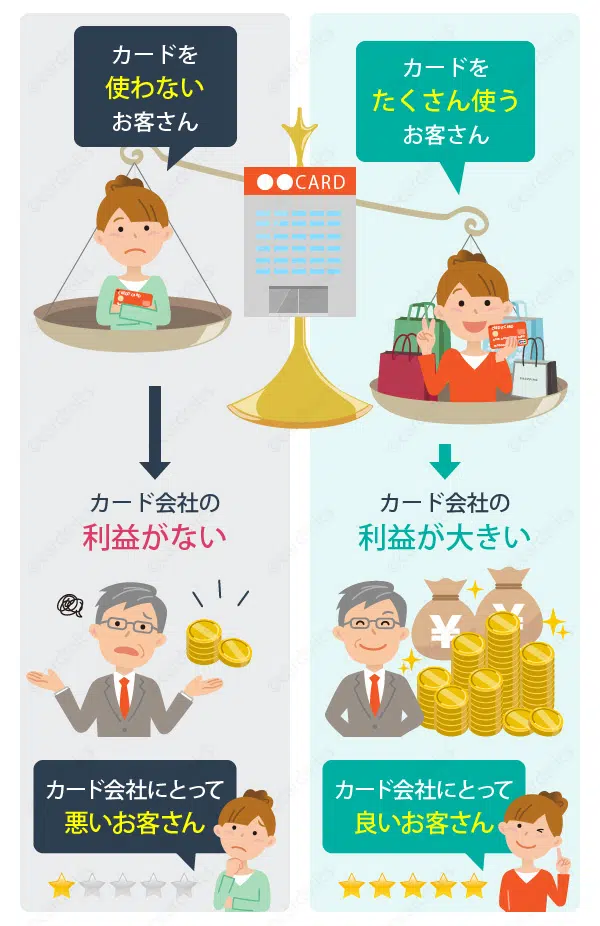 カードを
使わない
お客さん
カードを
たくさん使う
お客さん
●●CARD
カード会社の
利益がない
カード会社の
利益が大きい
¥
¥
カード会社にとって
悪いお客さん
カード会社にとって
良いお客さん